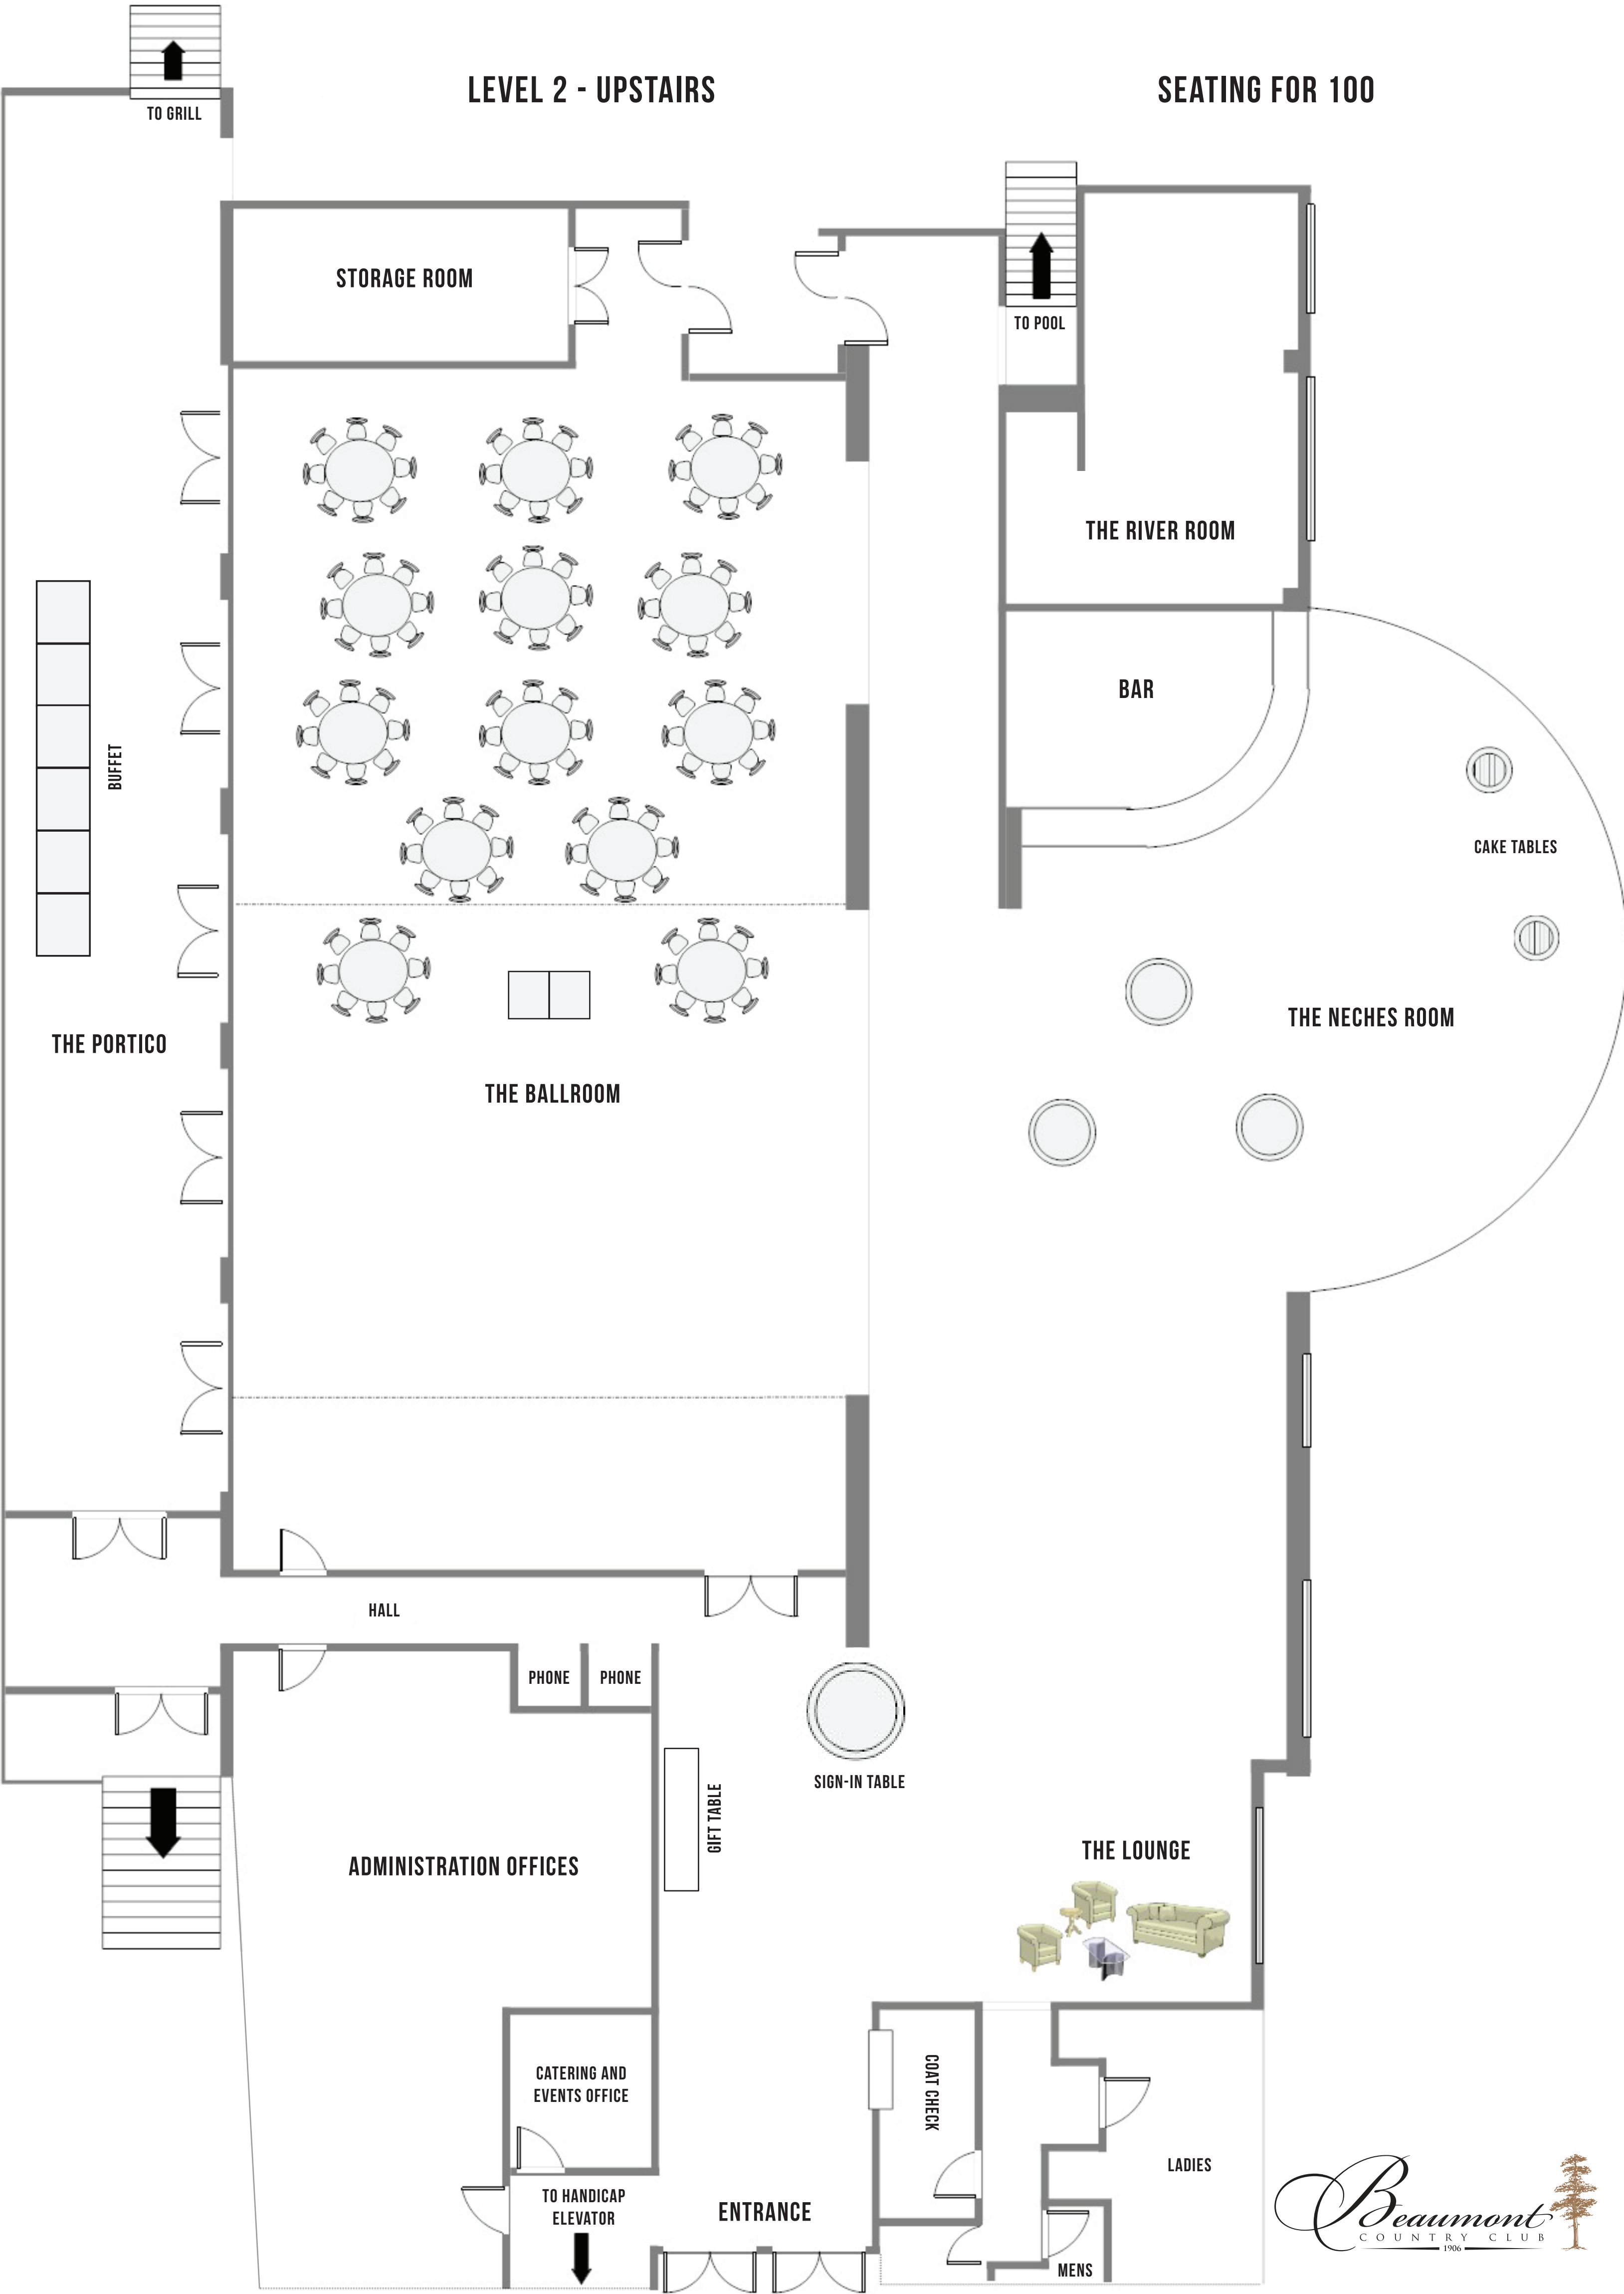 LEVEL 2 - UPSTAIRS
SEATING FOR 100
TO GRILL
STORAGE ROOM
TO POOL
THE RIVER ROOM
BAR
BUFFET
CAKE TABLES
THE NECHES ROOM
THE PORTICO
THE BALLROOM
HALL
PHONE
PHONE
SIGN-IN TABLE
GIFT TABLE
THE LOUNGE
ADMINISTRATION OFFICES
CATERING AND
EVENTS OFFICE
COAT CHECK
LADIES
TO HANDICAP
ELEVATOR
ENTRANCE
MENS
Beaumont
COUNTRY CLUB
1906